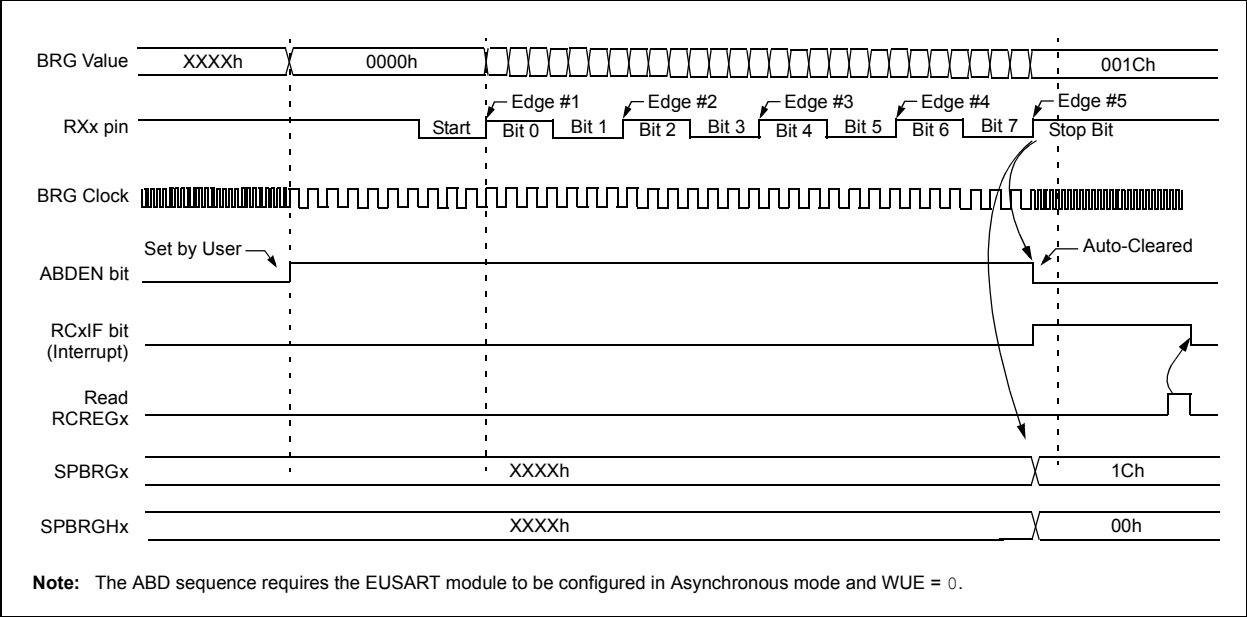 BRG Value XXXXh 0000h 001Ch
Edge #1 Edge #2 Edge #3 Edge #4 Edge #5
RXx pin Start Bit 0 Bit 1 Bit 2 Bit 3 Bit 4 Bit 5 Bit 6 Bit 7 Stop Bit
BRG Clock
Set by User Auto-Cleared
ABDEN bit
RCxIF bit
(Interrupt)
Read
RCREGx
SPBRGx XXXXh 1Ch
SPBRGHx XXXXh 00h
Note: The ABD sequence requires the EUSART module to be configured in Asynchronous mode and WUE = 0.